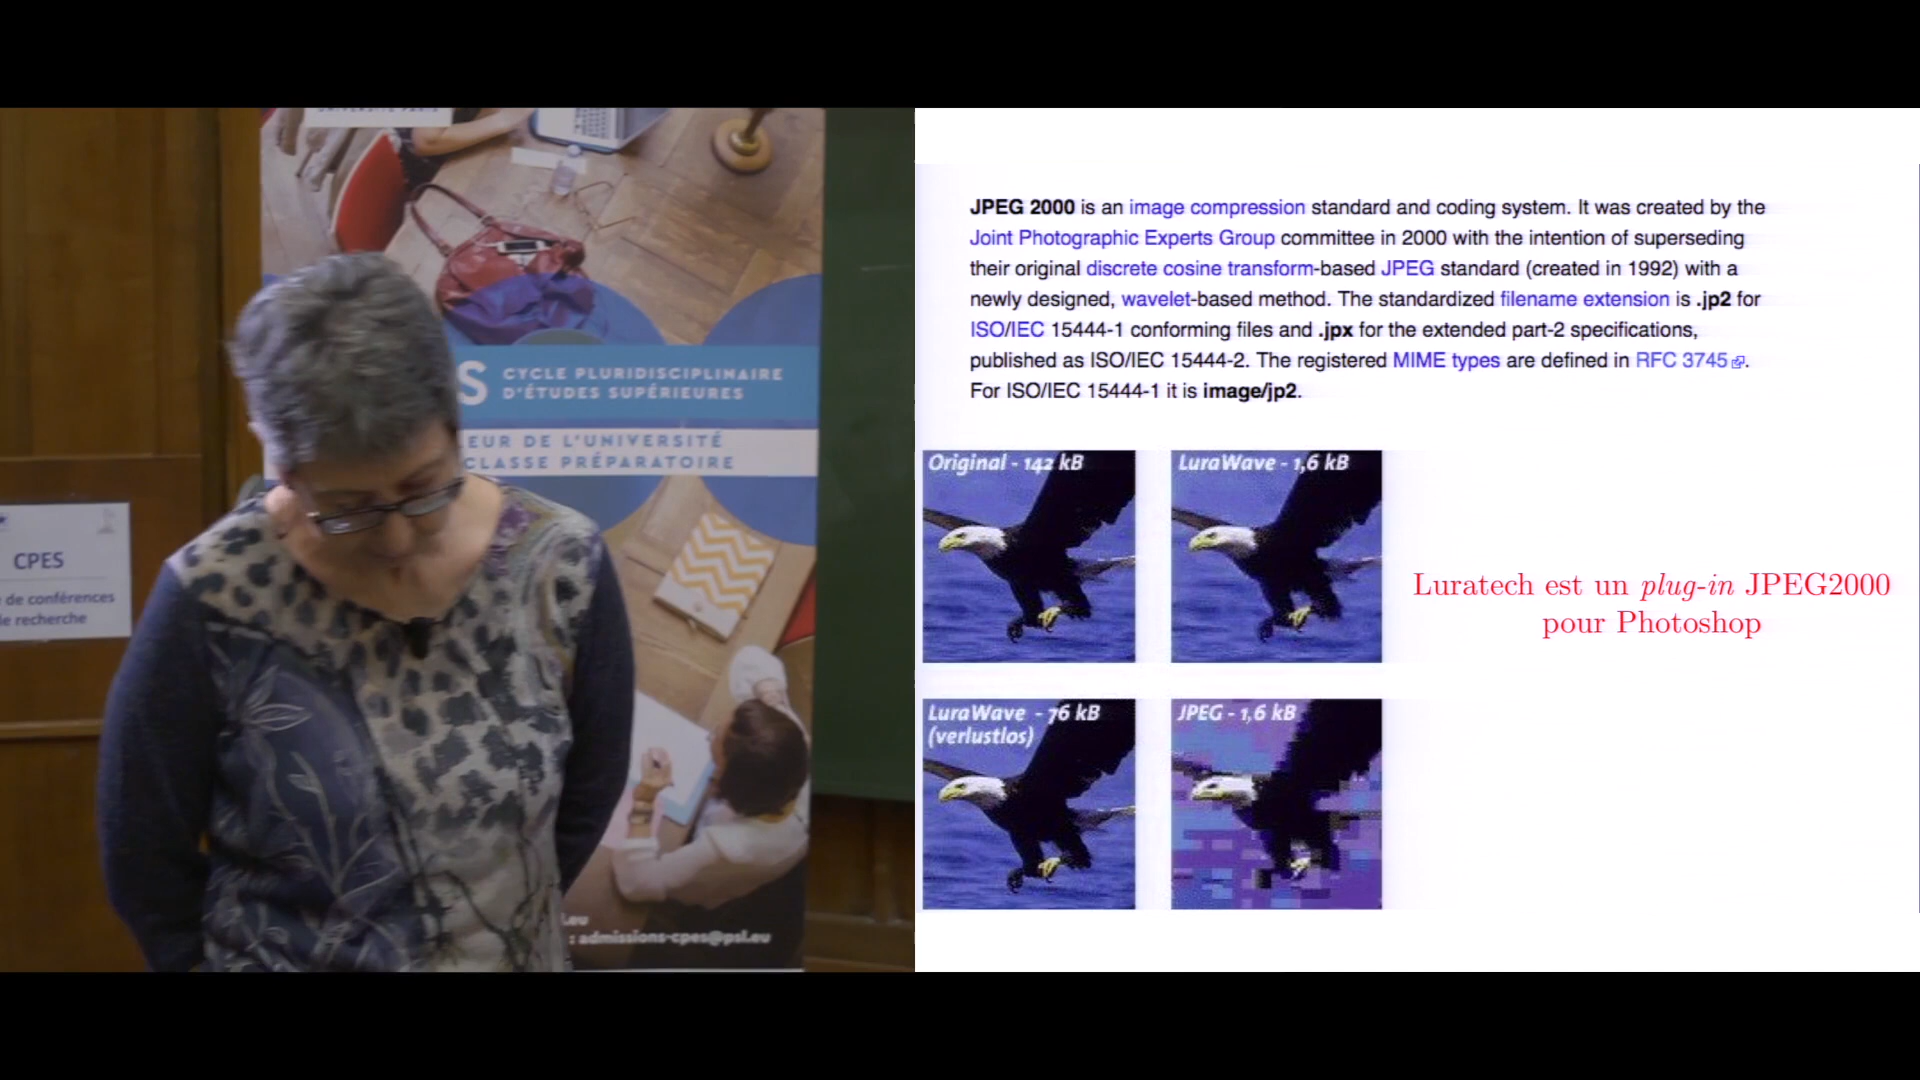 S CYCLE PLURIDISCIPLINAIRE
D'ÉTUDES SUPÉRIEURES
EUR DE L'UNIVERSITÉ
CLASSE PRÉPARATOIRE
CPES
de conférences
le recherche
.eu
: admissions-cpes@psl.eu
JPEG 2000 is an image compression standard and coding system. It was created by the
Joint Photographic Experts Group committee in 2000 with the intention of superseding
their original discrete cosine transform-based JPEG standard (created in 1992) with a
newly designed, wavelet-based method. The standardized filename extension is .jp2 for
ISO/IEC 15444-1 conforming files and .jpx for the extended part-2 specifications,
published as ISO/IEC 15444-2. The registered MIME types are defined in RFC 3745.
For ISO/IEC 15444-1 it is image/jp2.
Original - 142 kB
LuraWave - 1,6 kB
LuraWave - 76 kB
(verlustlos)
JPEG - 1,6 kB
Luratech est un plug-in JPEG2000
pour Photoshop